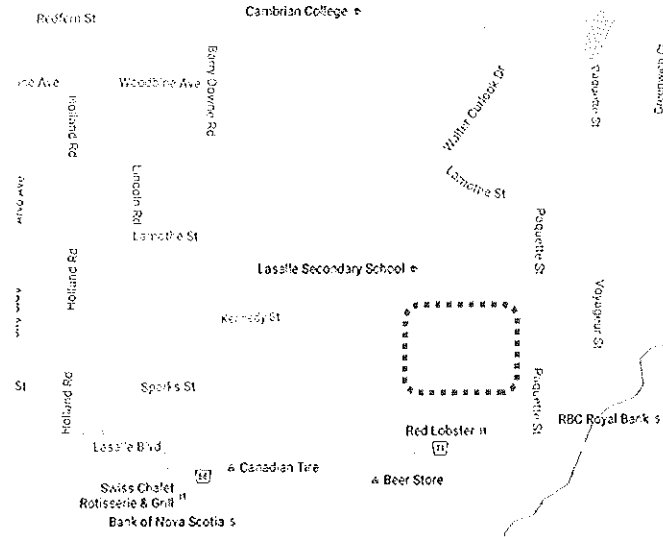 Redfern St
Cambrian College
Woodbine Ave
Barry Downe Rd
Holland Rd
Walter Cullook Dr
Paquette St
Lincoln Rd
Lamothe St
Lamothe St
Paquette St
Lasalle Secondary School
Holland Rd
Voyageur St
Kennedy St
St
Sparks St
Holland Rd
Paquette St
RBC Royal Bank
Red Lobster
71
Lasalle Blvd
Canadian Tire
Beer Store
Swiss Chalet
Rotisserie & Grill
Bank of Nova Scotia